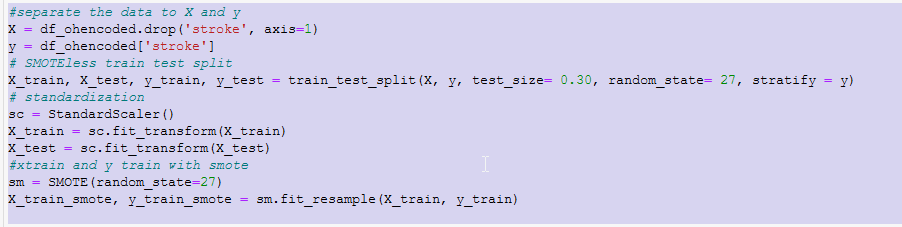 #separate the data to X and y
X = df_ohencoded.drop('stroke', axis=1)
y = df_ohencoded['stroke']
# SMOTEless train test split
X_train, X_test, y_train, y_test = train_test_split(X, y, test_size= 0.30, random_state= 27, stratify = y)
# standardization
sc = StandardScaler()
X_train = sc.fit_transform(X_train)
X_test = sc.fit_transform(X_test)
#xtrain and y train with smote
sm = SMOTE(random_state=27)
X_train_smote, y_train_smote = sm.fit_resample(X_train, y_train)